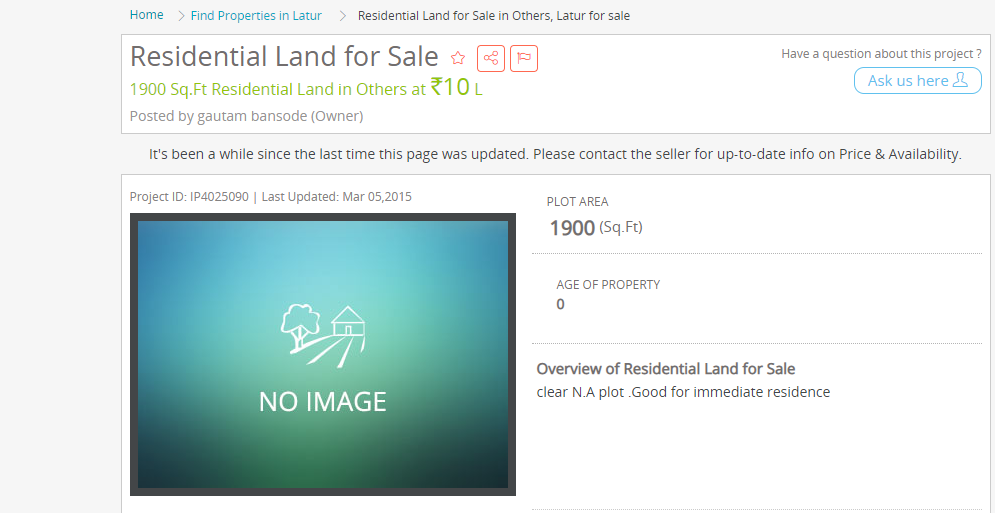 Home Find Properties in Latur Residential Land for Sale in Others, Latur for sale
Residential Land for Sale
Have a question about this project ?
Ask us here
1900 Sq.Ft Residential Land in Others at ₹10 L
Posted by gautam bansode (Owner)
It's been a while since the last time this page was updated. Please contact the seller for up-to-date info on Price & Availability.
Project ID: IP4025090 | Last Updated: Mar 05,2015
NO IMAGE
PLOT AREA
1900 (Sq.Ft)
AGE OF PROPERTY
0
Overview of Residential Land for Sale
clear N.A plot .Good for immediate residence